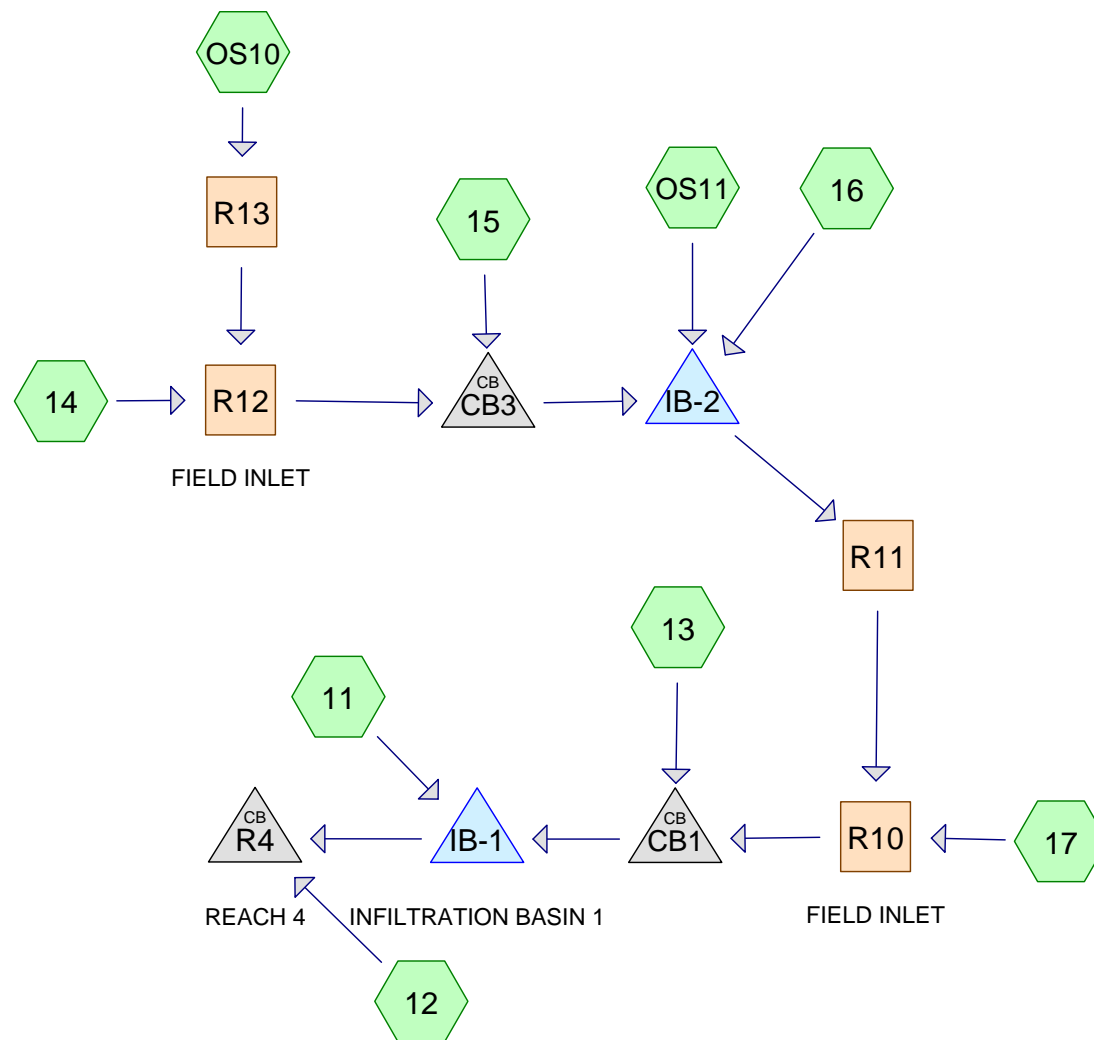 OS10
R13
15
OS11
16
14
R12
CB
CB3
IB-2
FIELD INLET
R11
13
11
CB
R4
IB-1
CB
CB1
R10
17
REACH 4
INFILTRATION BASIN 1
FIELD INLET
12